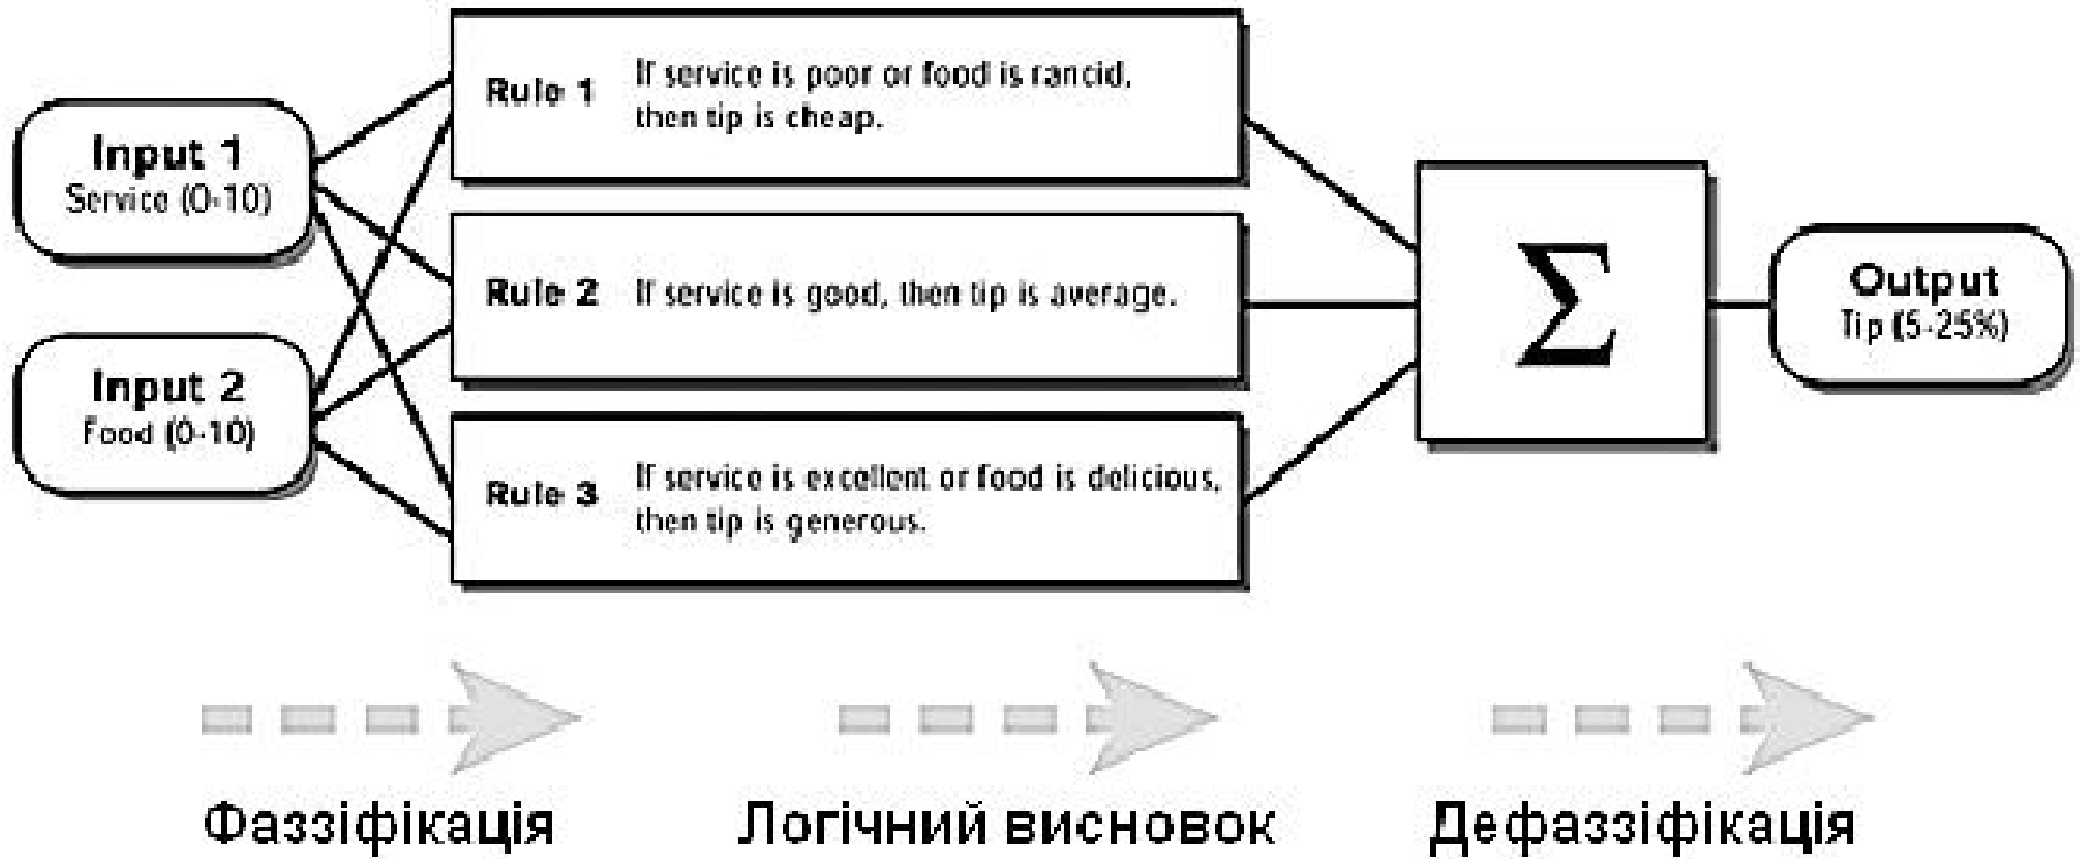 Input 1
Service (0-10)
Input 2
Food (0-10)
Rule 1
If service is poor or food is rancid,
then tip is cheap.
Rule 2
If service is good, then tip is average.
Rule 3
If service is excellent or food is delicious,
then tip is generous.
Σ
Output
Tip (5-25%)
Фаззіфікація
Логічний висновок
Дефаззіфікація